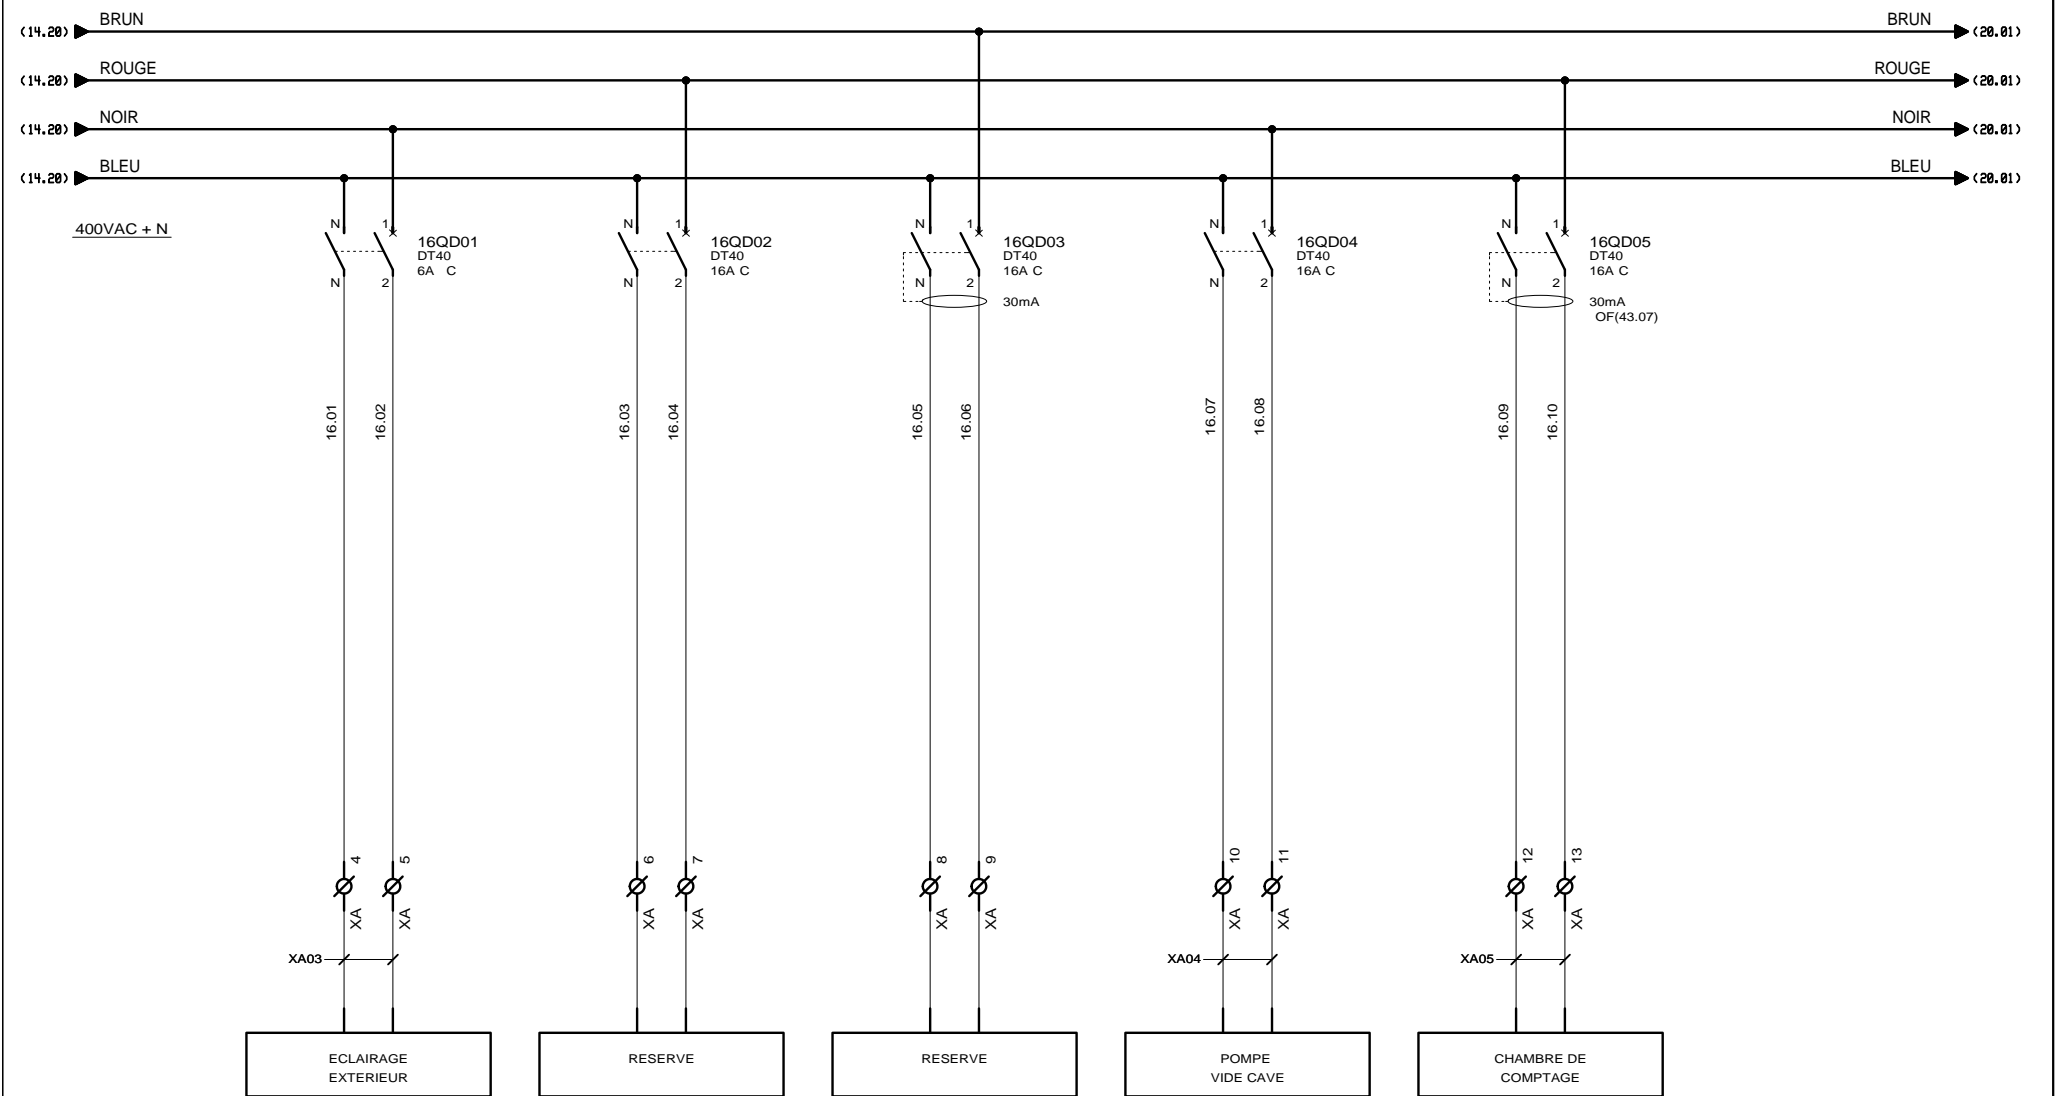 (14.20) BRUN BRUN (20.01)
(14.20) ROUGE ROUGE (20.01)
(14.20) NOIR NOIR (20.01)
(14.20) BLEU BLEU (20.01)
400VAC + N
N 1 N 1 N 1 N 1 N 1
16QD01 16QD02 16QD03 16QD04 16QD05
DT40 DT40 DT40 DT40 DT40
6A C 16A C 16A C 16A C 16A C
N 2 N 2 N 2 N 2 N 2
30mA 30mA
OF(43.07)
16.01 16.02 16.03 16.04 16.05 16.06 16.07 16.08 16.09 16.10
4 5 6 7 8 9 10 11 12 13
XA XA XA XA XA XA XA XA XA XA
XA03 XA04 XA05
ECLAIRAGE RESERVE RESERVE POMPE CHAMBRE DE
EXTERIEUR VIDE CAVE COMPTAGE